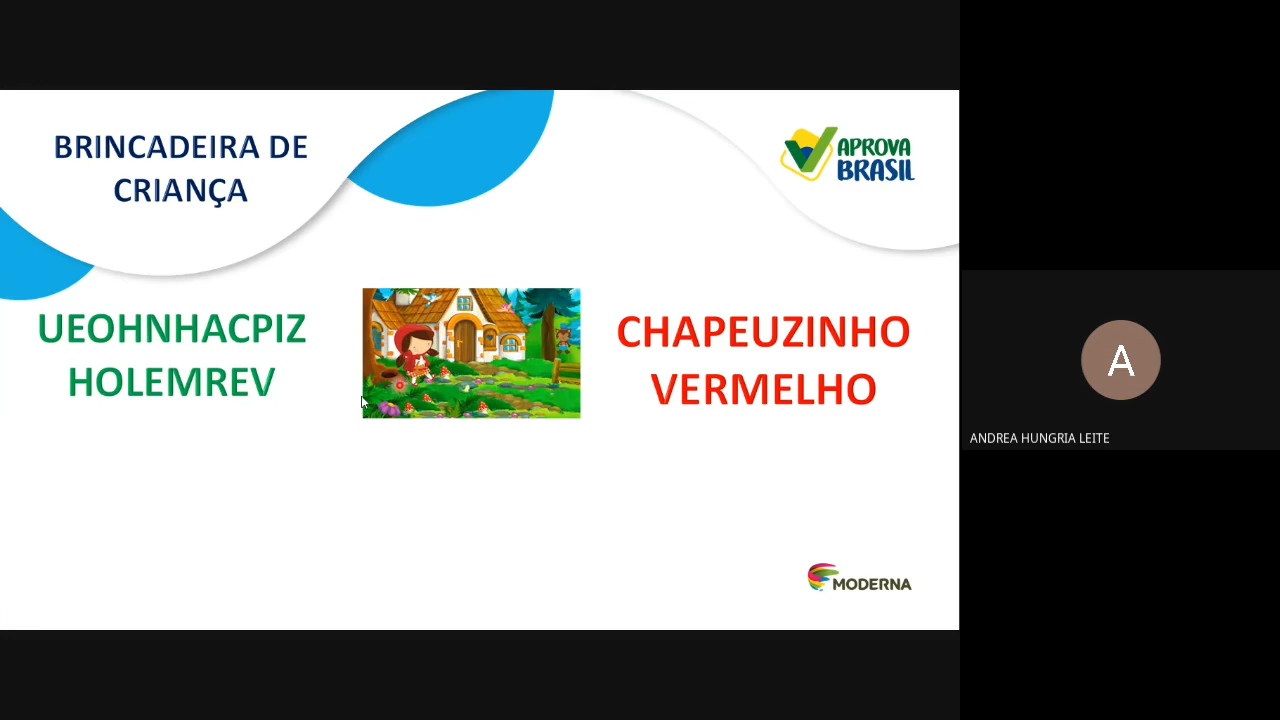 BRINCADEIRA DE
CRIANÇA
APROVA
BRASIL
UEOHNHACPIZ
HOLEMREV
CHAPEUZINHO
VERMELHO
MODERNA
A
ANDREA HUNGRIA LEITE